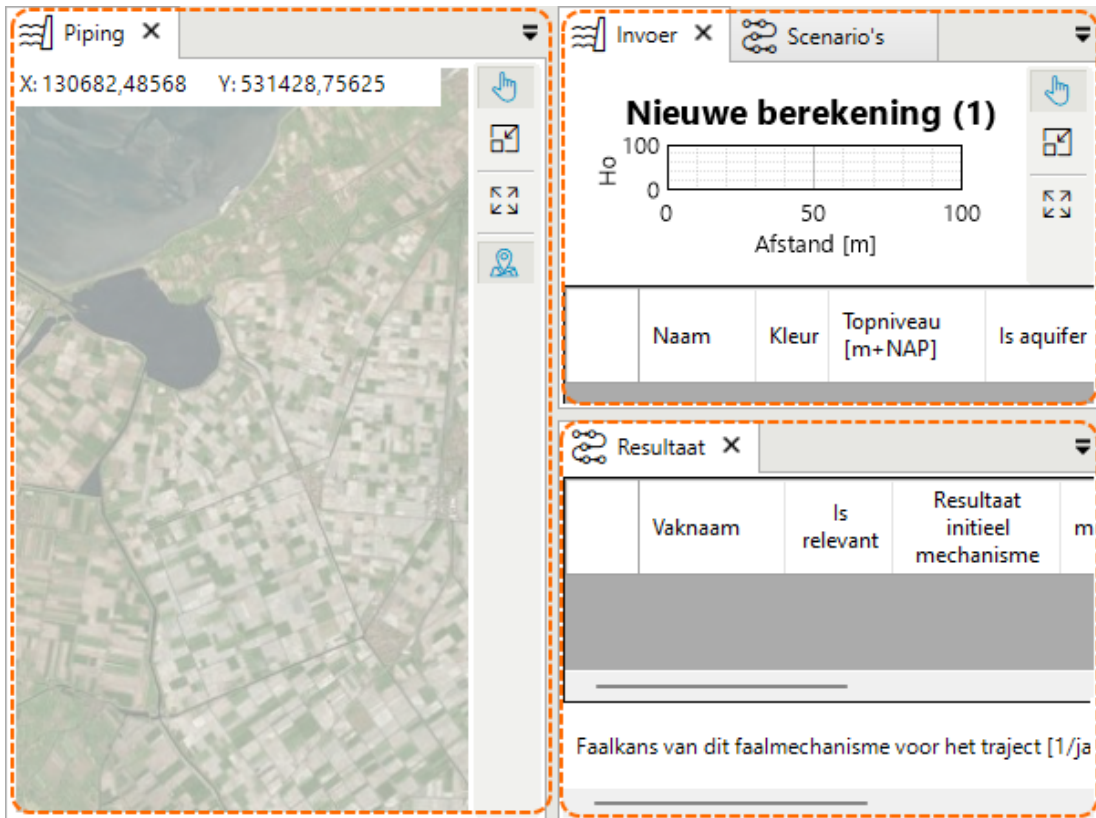 Piping
X: 130682,48568 Y: 531428,75625
Invoer
Scenario's
Nieuwe berekening (1)
Ho
100
0
0 50 100
Afstand [m]
Naam Kleur Topniveau [m+NAP] Is aquifer
Resultaat
Vaknaam
Is
relevant
Resultaat
initieel
mechanisme
m
Faalkans van dit faalmechanisme voor het traject [1/ja